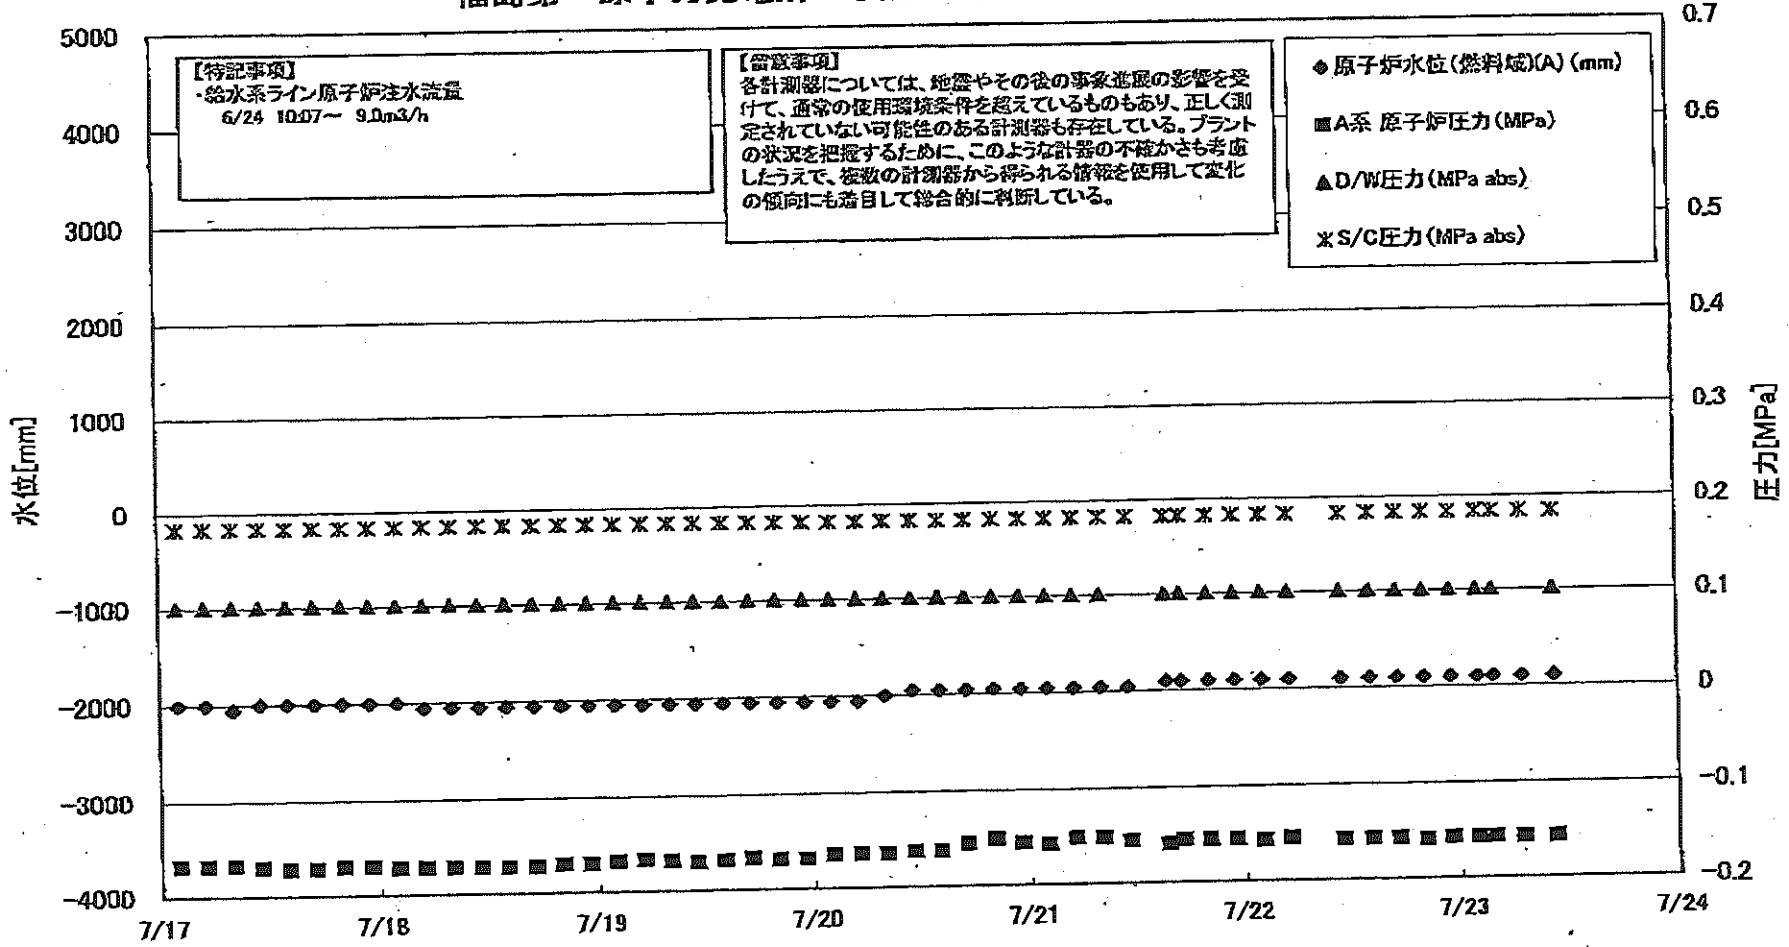 5000
4000
3000
2000
1000
0
-1000
-2000
-3000
-4000
水位[mm]
【特記事項】
・給水系ライン原子炉注水流量
6/24 10:07～ 9.0m3/h
【留意事項】
各計測器については、地震やその後の事象進展の影響を受
けて、通常の使用環境条件を超えているものもあり、正しく測
定されていない可能性のある計測器も存在している。プラント
の状況を把握するために、このような計器の不確かさも考慮
したうえで、複数の計測器から得られる情報を使用して変化
の傾向にも着目して総合的に判断している。
◆原子炉水位(燃料域)(A)(mm)
■A系 原子炉圧力(MPa)
▲D/W圧力(MPa abs)
S/C圧力(MPa abs)
0.7
0.6
0.5
0.4
0.3
0.2
0.1
0
-0.1
-0.2
圧力[MPa]
7/17 7/18 7/19 7/20 7/21 7/22 7/23 7/24